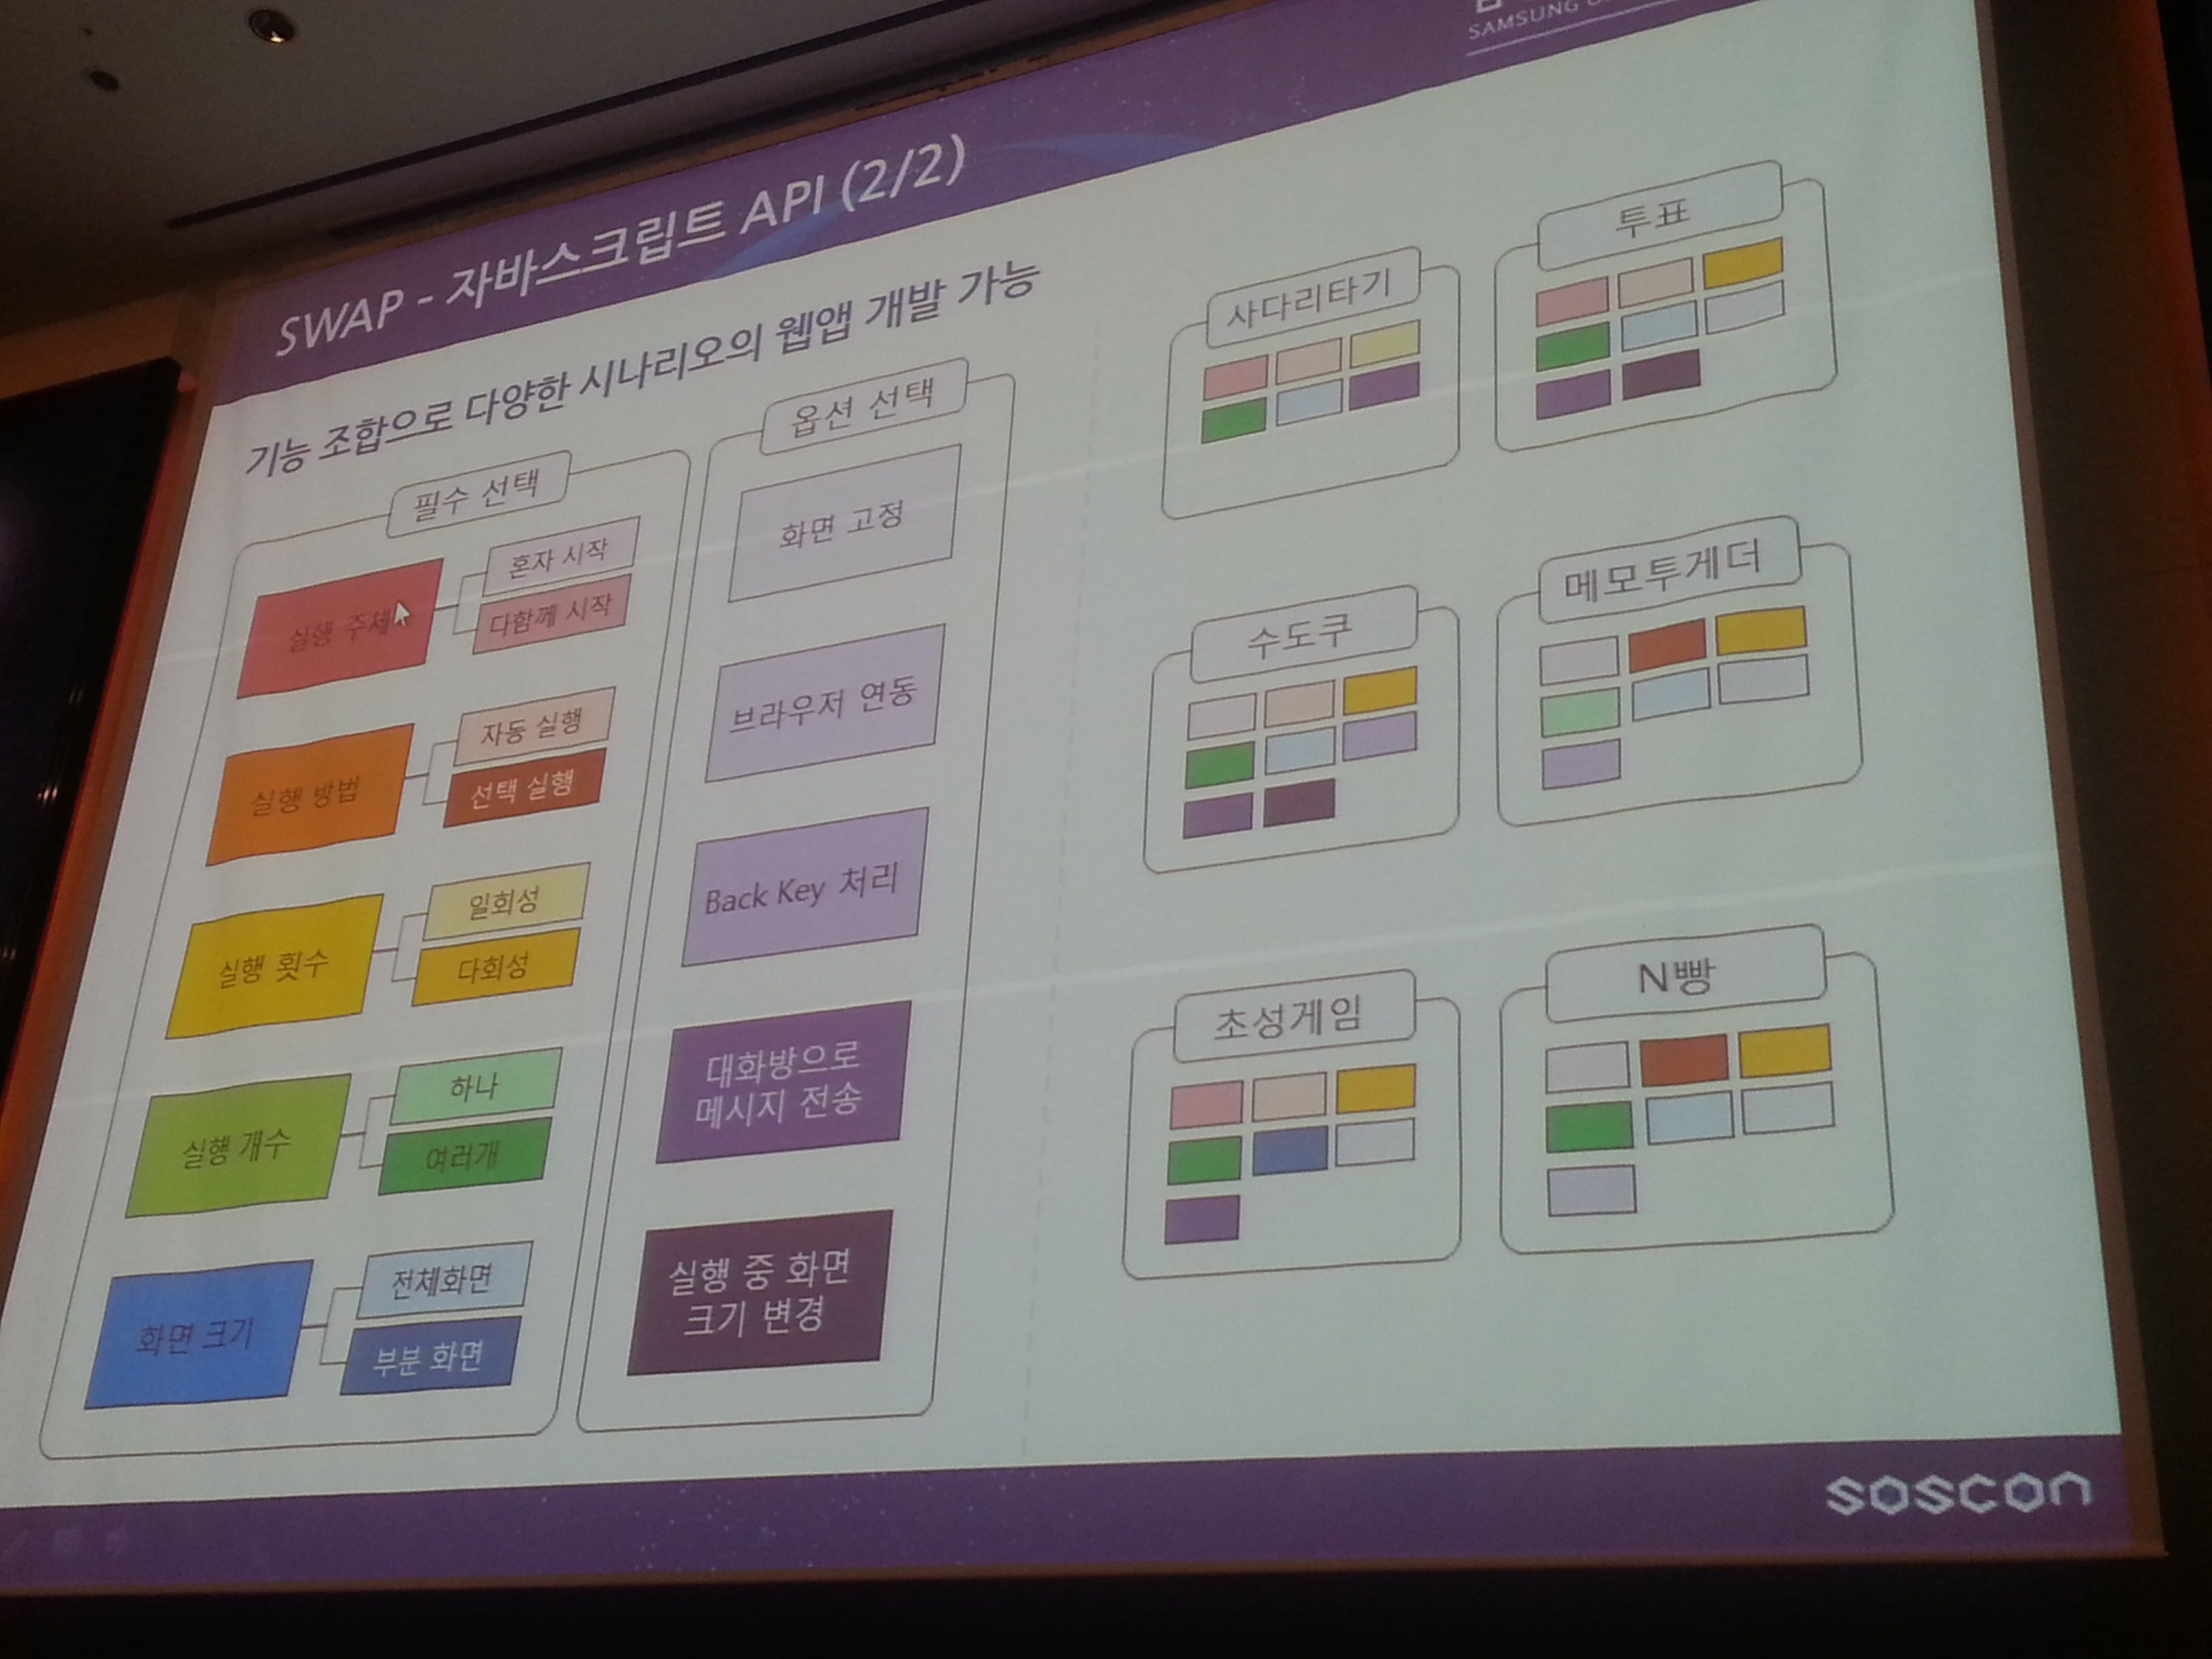 SAMSUNG
SWAP - 자바스크립트 API (2/2)
기능 조합으로 다양한 시나리오의 웹앱 개발 가능
필수 선택
실행 주체
혼자 시작
다함께 시작
실행 방법
자동 실행
선택 실행
실행 횟수
일회성
다회성
실행 개수
하나
여러개
화면 크기
전체화면
부분 화면
옵션 선택
화면 고정
브라우저 연동
Back Key 처리
대화방으로
메시지 전송
실행 중 화면
크기 변경
사다리타기
투표
수도쿠
메모투게더
초성게임
N빵
soscon